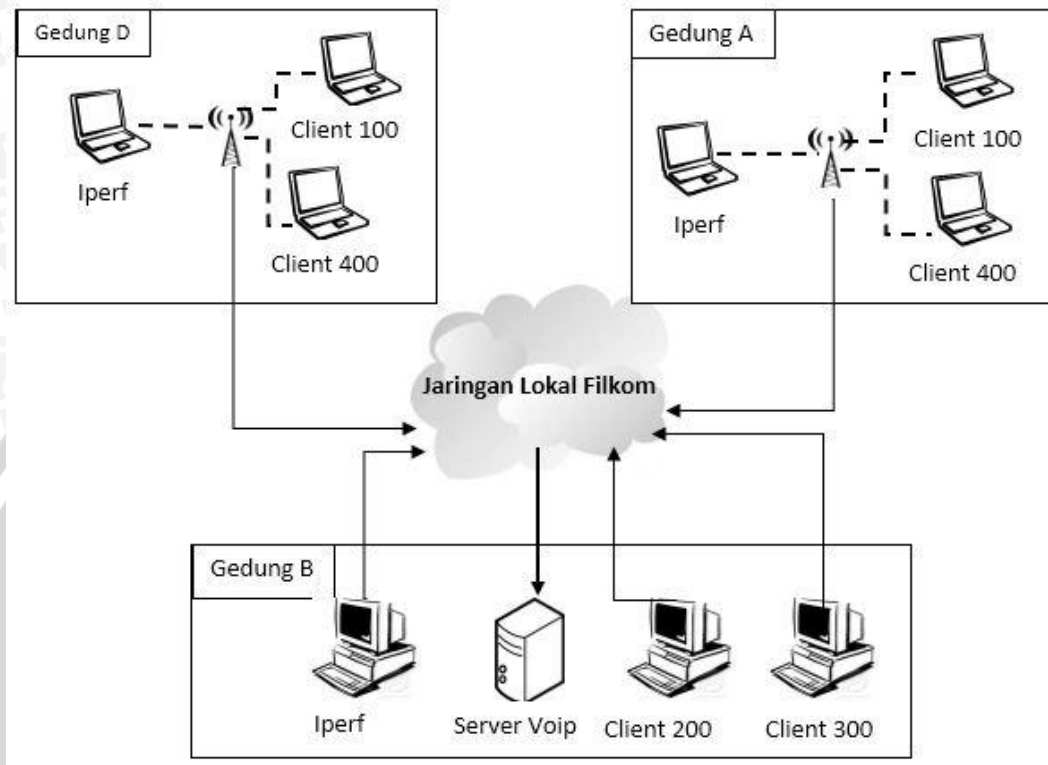 Gedung D
Iperf
Client 100
Client 400
Gedung A
Iperf
Client 100
Client 400
Jaringan Lokal Filkom
Gedung B
Iperf
Server Voip
Client 200
Client 300